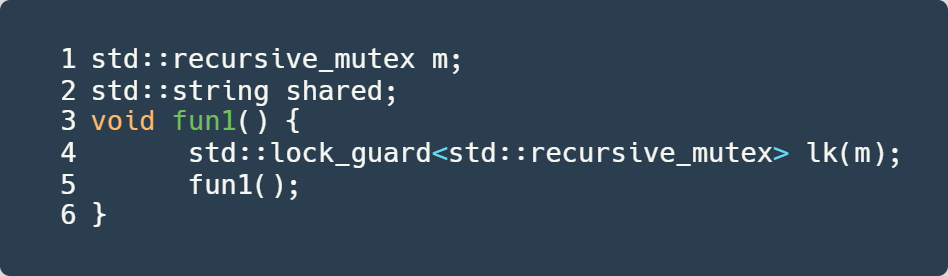 1 std::recursive_mutex m;
2 std::string shared;
3 void fun1() {
4       std::lock_guard<std::recursive_mutex> lk(m);
5       fun1();
6 }